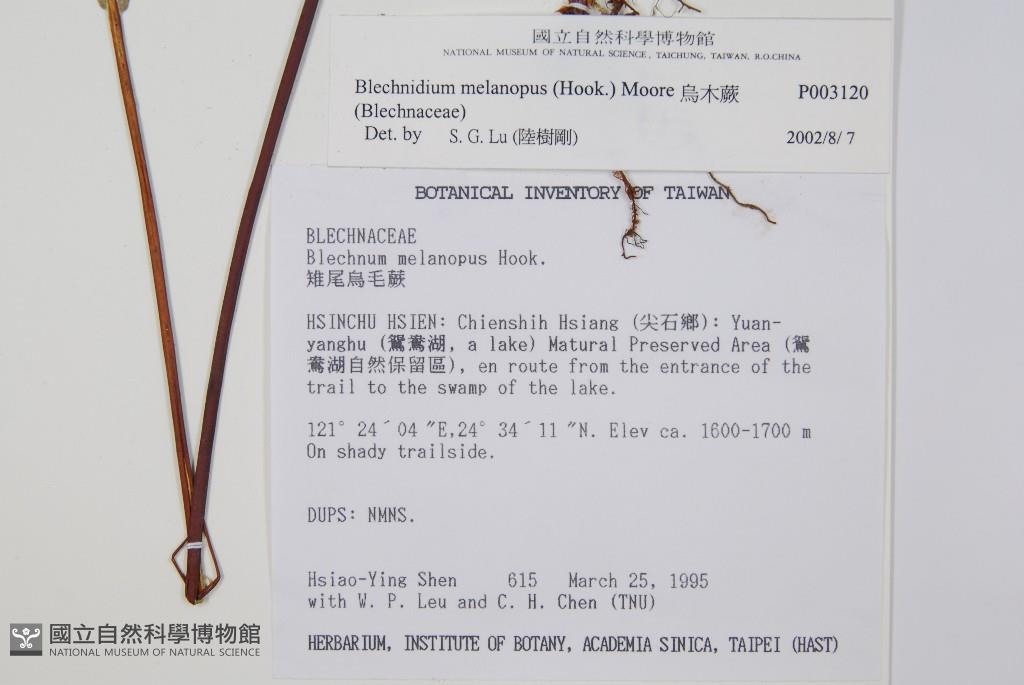 國立自然科學博物館
NATIONAL MUSEUM OF NATURAL SCIENCE, TAICHUNG, TAIWAN, R.O.CHINA
Blechnidium melanopus (Hook.) Moore 烏木蕨 P003120
(Blechnaceae)
Det. by S. G. Lu (陸樹剛) 2002/8/ 7
BOTANICAL INVENTORY OF TAIWAN
BLECHNACEAE
Blechnum melanopus Hook.
雉尾烏毛蕨
HSINCHU HSIEN: Chienshih Hsiang (尖石鄉): Yuan-
yanghu (鴛鴦湖, a lake) Matural Preserved Area (鴛
鴦湖自然保留區), en route from the entrance of the
trail to the swamp of the lake.
121° 24´04 "E,24° 34´11 "N. Elev ca. 1600-1700 m
On shady trailside.
DUPS: NMNS.
Hsiao-Ying Shen 615 March 25, 1995
with W. P. Leu and C. H. Chen (TNU)
HERBARIUM, INSTITUTE OF BOTANY, ACADEMIA SINICA, TAIPEI (HAST)
國立自然科學博物館
NATIONAL MUSEUM OF NATURAL SCIENCE